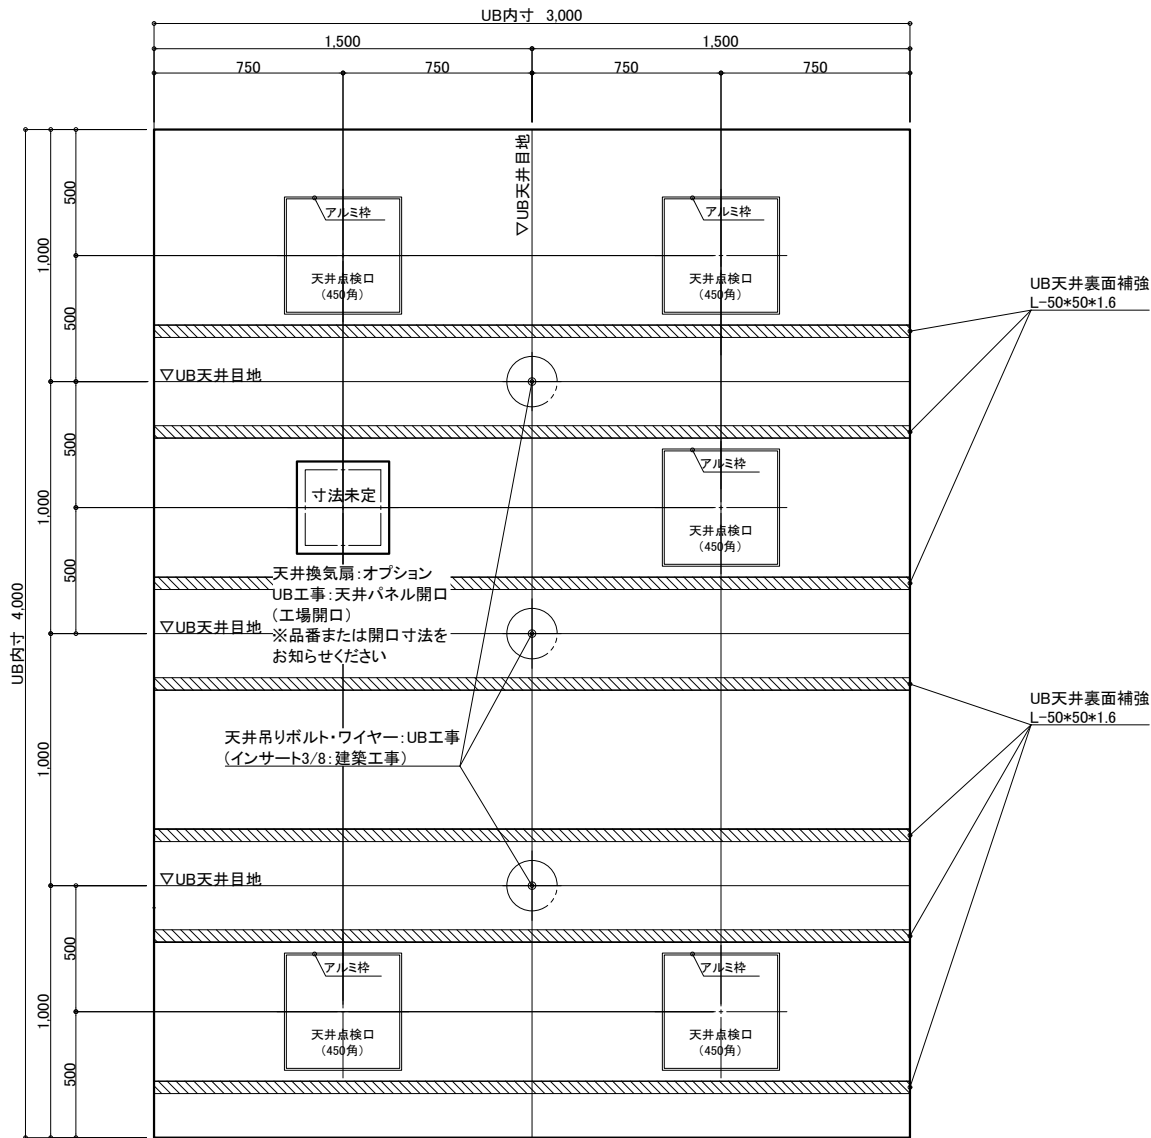 UB内寸 3,000
1,500
1,500
750
750
750
750
▽UB天井目地
500
アルミ枠
アルミ枠
1,000
天井点検口
(450角)
天井点検口
(450角)
UB天井裏面補強
L-50*50*1.6
500
▽UB天井目地
500
アルミ枠
1,000
寸法未定
天井点検口
(450角)
500
天井換気扇:オプション
UB工事:天井パネル開口
(工場開口)
※品番または開口寸法を
お知らせください
UB内寸 4,000
▽UB天井目地
UB天井裏面補強
L-50*50*1.6
天井吊りボルト・ワイヤー:UB工事
(インサート3/8:建築工事)
1,000
▽UB天井目地
500
アルミ枠
アルミ枠
1,000
天井点検口
(450角)
天井点検口
(450角)
500